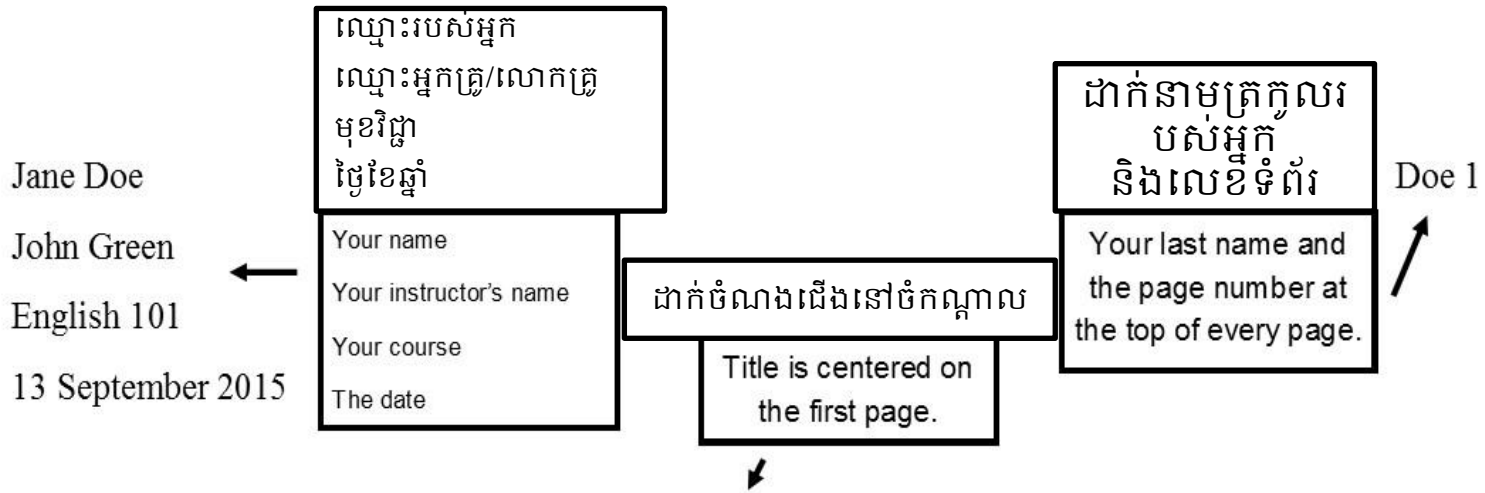 ឈ្មោះរបស់អ្នក
ឈ្មោះអ្នកគ្រូ/លោកគ្រូ
មុខវិជ្ជា
ថ្ងៃខែឆ្នាំ
ដាក់នាមត្រកូលរ
បស់អ្នក
និងលេខទំព័រ
Jane Doe
John Green
English 101
13 September 2015
Your name
Your instructor's name
Your course
The date
ដាក់ចំណងជើងនៅចំកណ្តាល
Title is centered on
the first page.
Your last name and
the page number at
the top of every page.
Doe 1